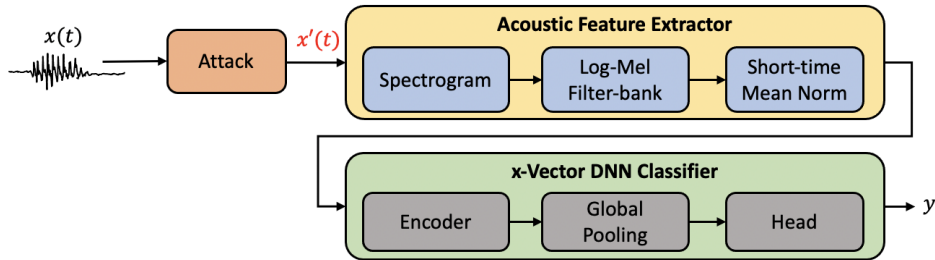 x(t)
Attack
x'(t)
Acoustic Feature Extractor
Spectrogram
Log-Mel
Filter-bank
Short-time
Mean Norm
x-Vector DNN Classifier
Encoder
Global
Pooling
Head
y